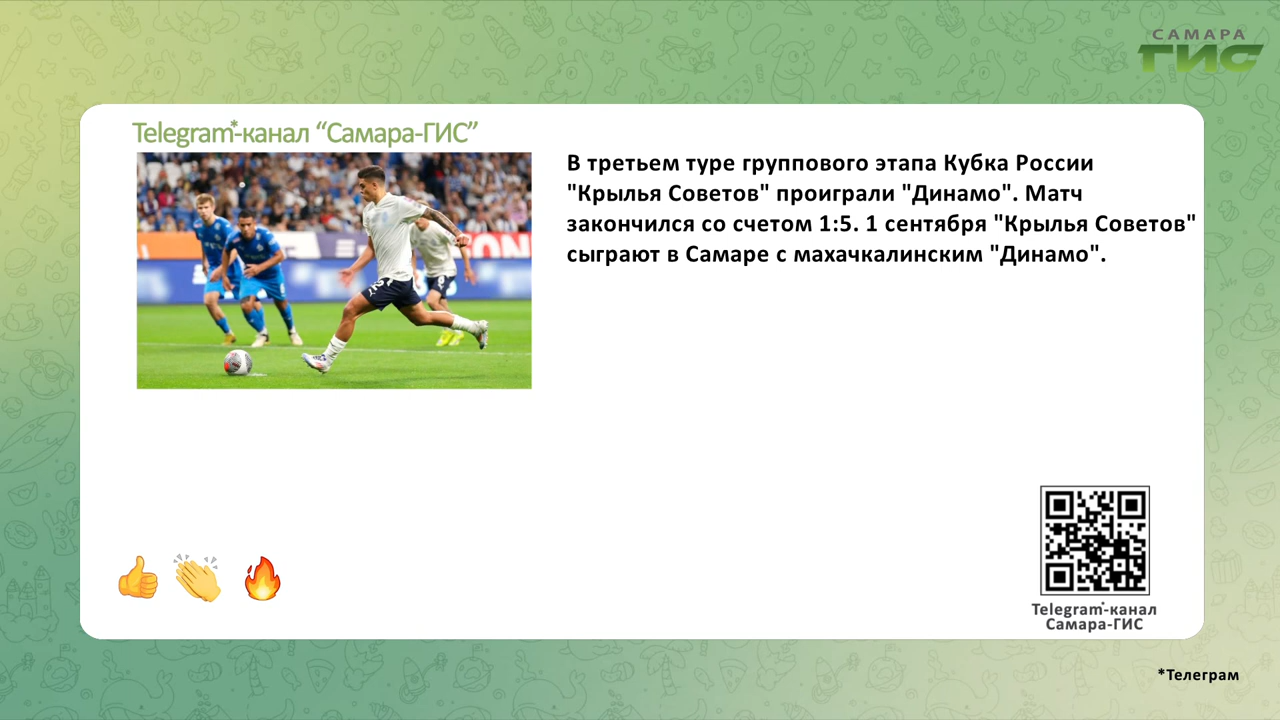 САМАРА
ГИС
Telegram*-канал “Самара-ГИС”
В третьем туре группового этапа Кубка России
"Крылья Советов" проиграли "Динамо". Матч
закончился со счетом 1:5. 1 сентября "Крылья Советов"
сыграют в Самаре с махачкалинским "Динамо".
Telegram*-канал
Самара-ГИС
*Телеграм